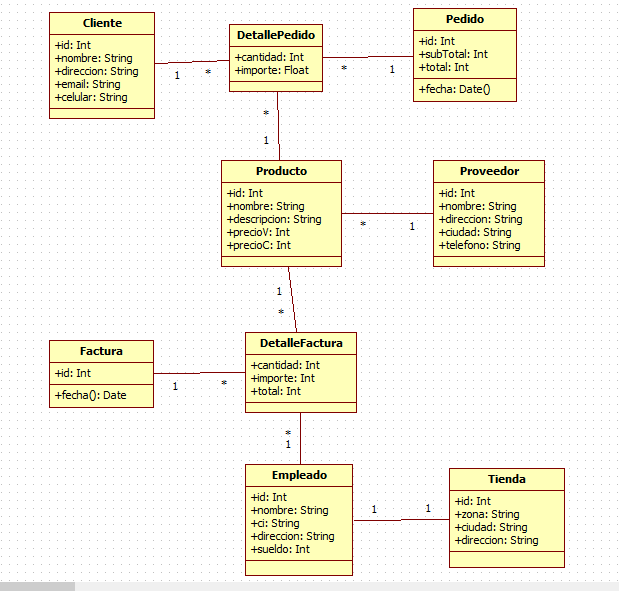 Cliente
+id: Int
+nombre: String
+direccion: String
+email: String
+celular: String
1
*
DetallePedido
+cantidad: Int
+importe: Float
*
1
Pedido
+id: Int
+subTotal: Int
+total: Int
+fecha: Date()
*
1
Producto
+id: Int
+nombre: String
+descripcion: String
+precioV: Int
+precioC: Int
*
1
Proveedor
+id: Int
+nombre: String
+direccion: String
+ciudad: String
+telefono: String
1
*
Factura
+id: Int
+fecha(): Date
1
*
DetalleFactura
+cantidad: Int
+importe: Int
+total: Int
*
1
Empleado
+id: Int
+nombre: String
+ci: String
+direccion: String
+sueldo: Int
1
1
Tienda
+id: Int
+zona: String
+ciudad: String
+direccion: String